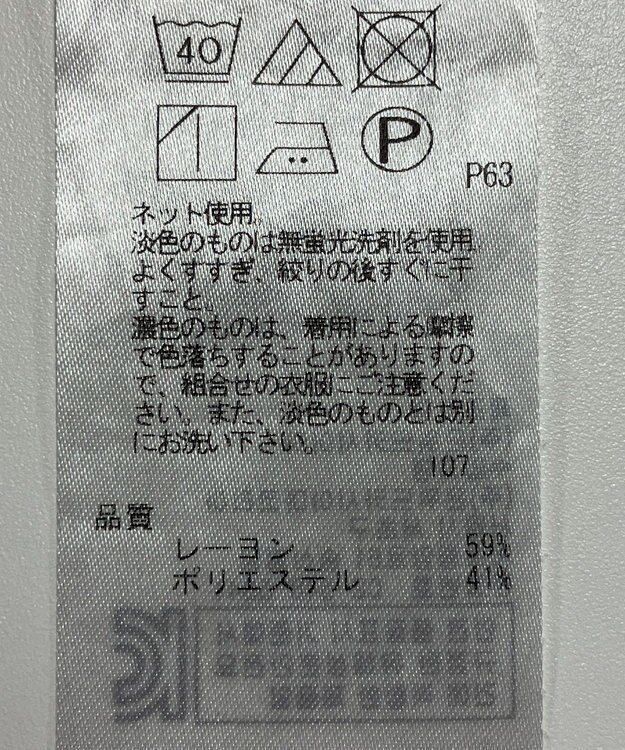 40
P
P63
ネット使用。
淡色のものは無蛍光洗剤を使用
よくすすぎ、絞りの後すぐに干
すこと。
濃色のものは、着用による摩擦
で色落ちすることがありますの
で、組合せの衣服にご注意くだ
さい。また、淡色のものとは別
にお洗い下さい。
107
品質
レーヨン 59%
ポリエステル 41%